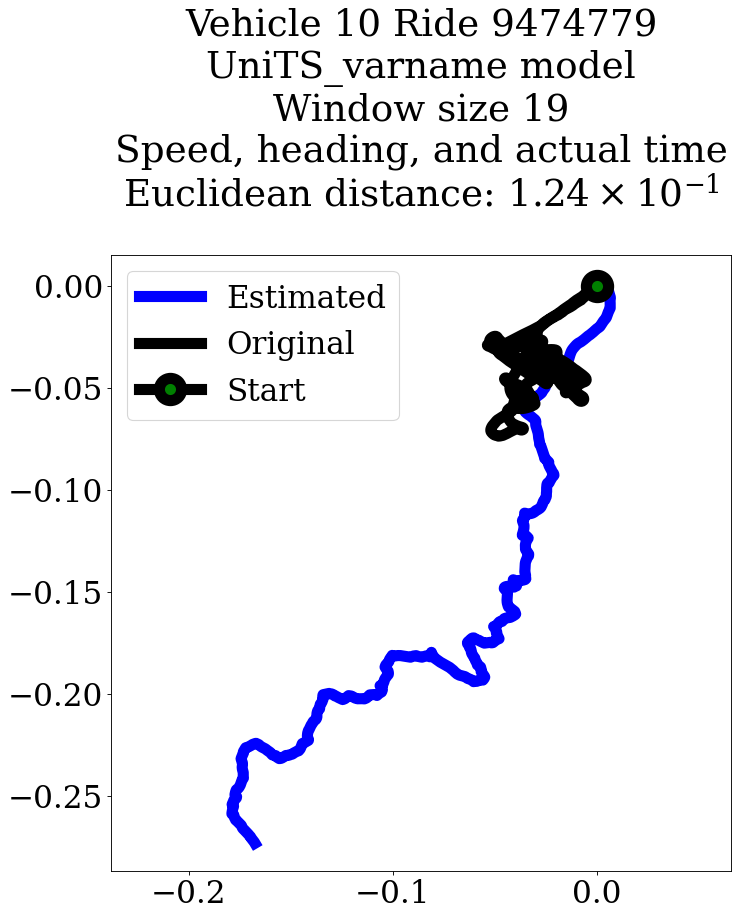 Vehicle 10 Ride 9474779
UniTS_varname model
Window size 19
Speed, heading, and actual time
Euclidean distance: 1.24 × 10⁻¹
Estimated
Original
Start
0.00
−0.05
−0.10
−0.15
−0.20
−0.25
−0.2
−0.1
0.0